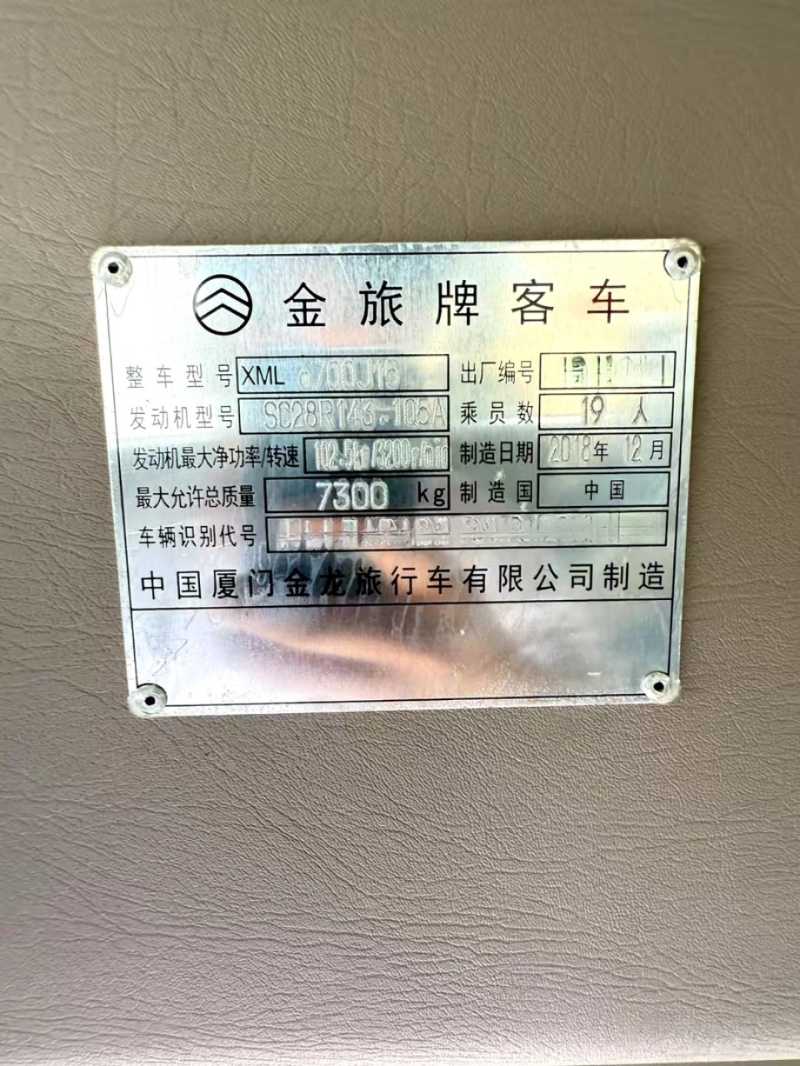 金旅牌客车
整车型号 XML 6700J15 出厂编号
发动机型号 SC28R143-105A 乘员数 19 人
发动机最大净功率/转速 制造日期 2018年 12月
最大允许总质量 7300 kg 制造国 中国
车辆识别代号
中国厦门金龙旅行车有限公司制造